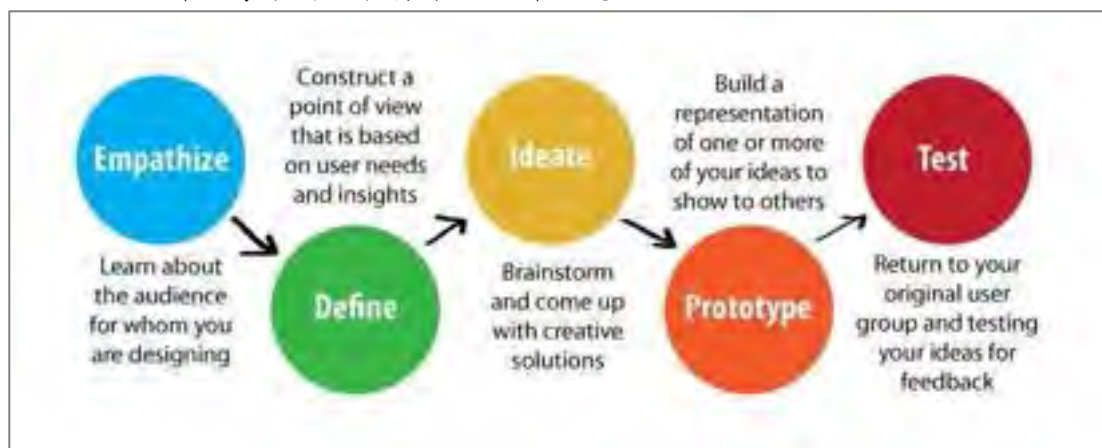 Empathize
Learn about
the audience
for whom you
are designing
Construct a
point of view
that is based
on user needs
and insights
Define
Ideate
Brainstorm
and come up
with creative
solutions
Build a
representation
of one or more
of your ideas to
show to others
Prototype
Test
Return to your
original user
group and testing
your ideas for
feedback